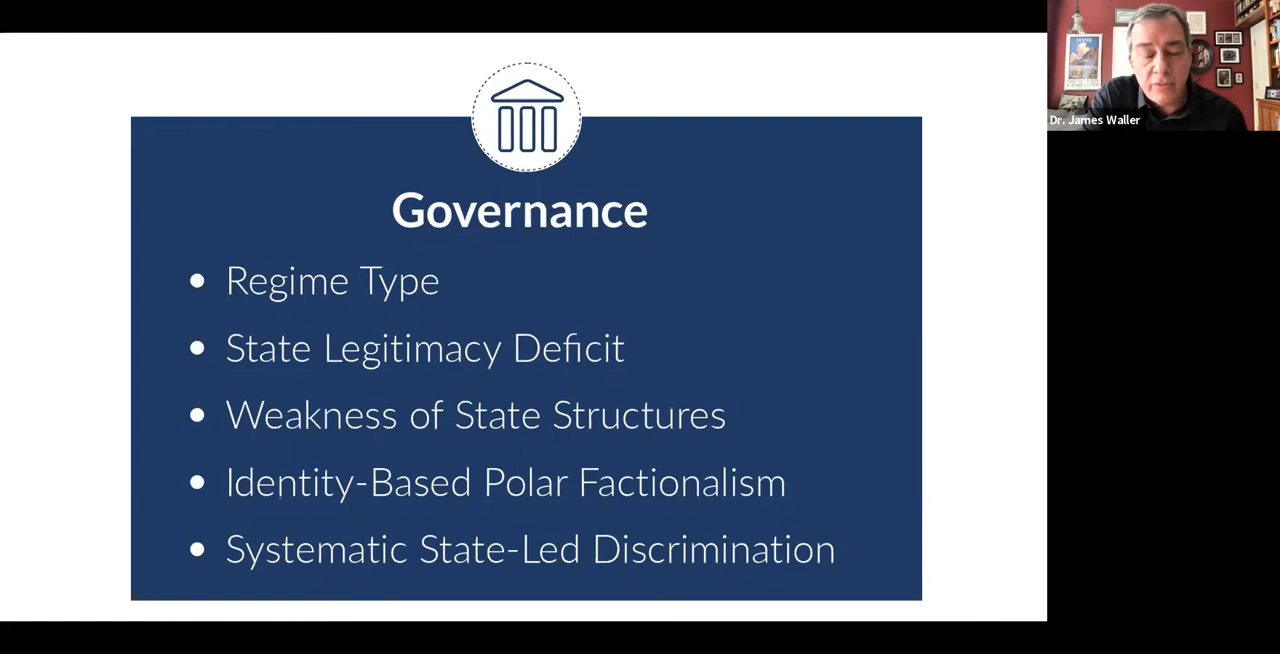 Governance
• Regime Type
• State Legitimacy Deficit
• Weakness of State Structures
• Identity-Based Polar Factionalism
• Systematic State-Led Discrimination
Dr. James Waller